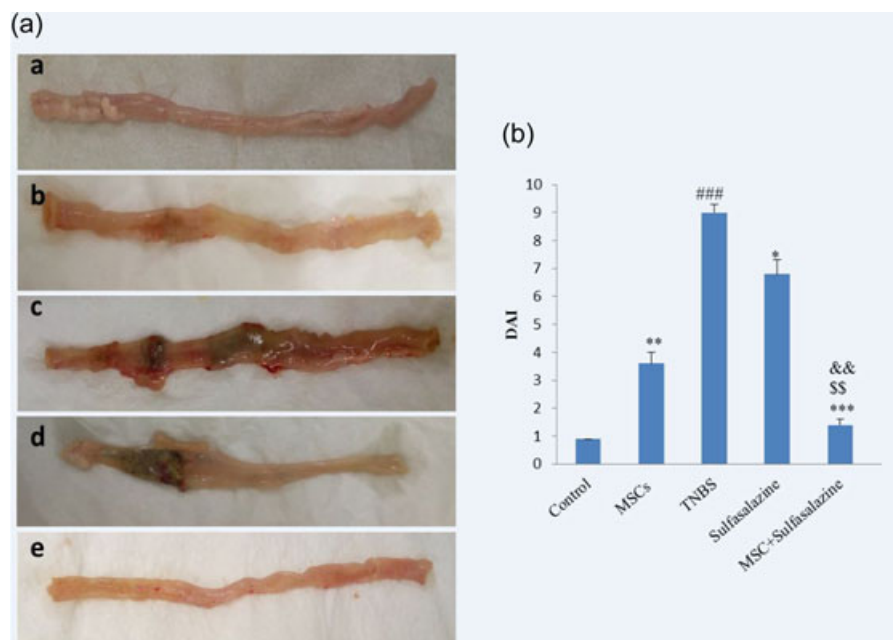 (a)
a
b
c
d
e
(b)
10
9
8
7
6
5
4
3
2
1
0
DAI
**
###
*
&&
$$
***
Control
MSCs
TNBS
Sulfasalazine
MSC+Sulfasalazine